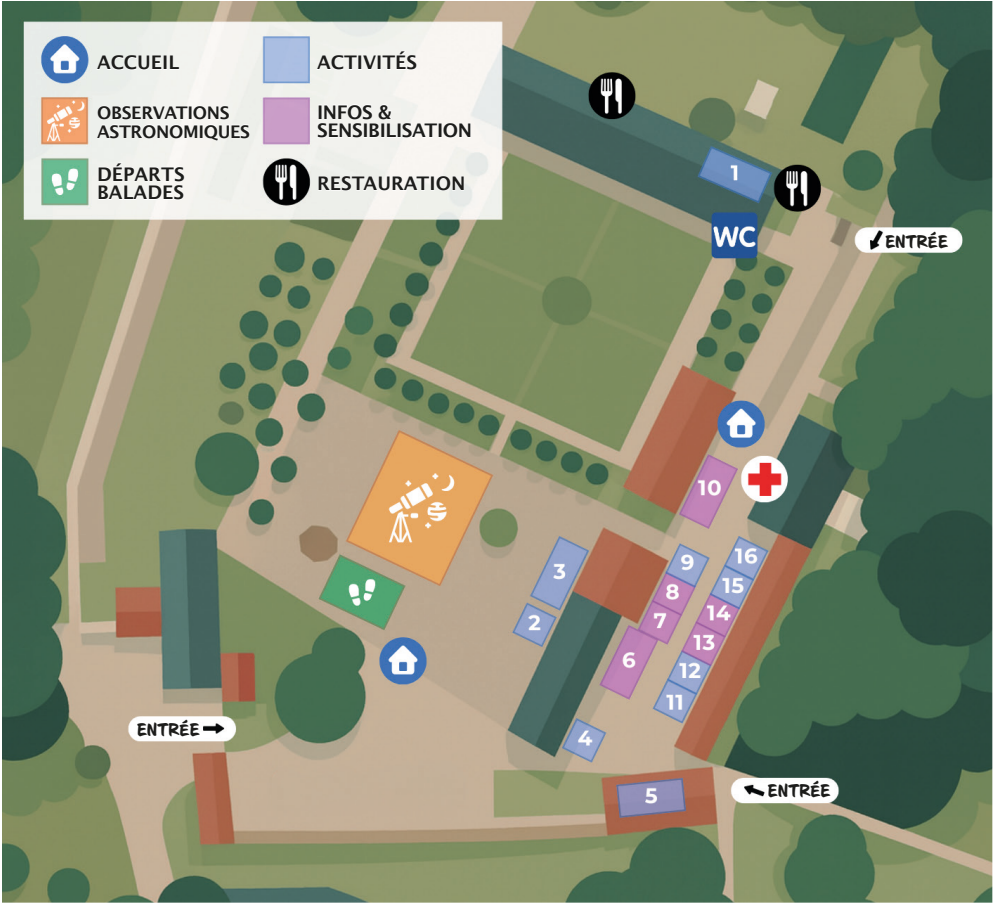 ACCUEIL
ACTIVITÉS
OBSERVATIONS
ASTRONOMIQUES
INFOS &
SENSIBILISATION
DÉPARTS
BALADES
RESTAURATION
1
WC
ENTRÉE
10
3
2
9
8
7
6
16
15
14
13
12
11
4
ENTRÉE
5
ENTRÉE